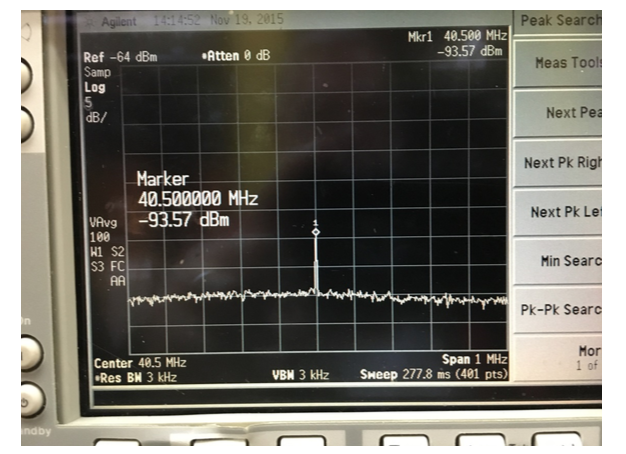 Agilent 14:14:52 Nov 19, 2015
Mkr1 40.500 MHz
Ref -64 dBm •Atten 0 dB -93.57 dBm
Samp
Log
5
dB/
Marker
40.500000 MHz
-93.57 dBm
1
VAvg
100
W1 S2
S3 FC
AA
Center 40.5 MHz Span 1 MHz
•Res BW 3 kHz VBW 3 kHz Sweep 277.8 ms (401 pts)
Peak Search
Meas Tools
Next Pea
Next Pk Righ
Next Pk Le
Min Searc
Pk-Pk Searc
Mor
1 of
ndby